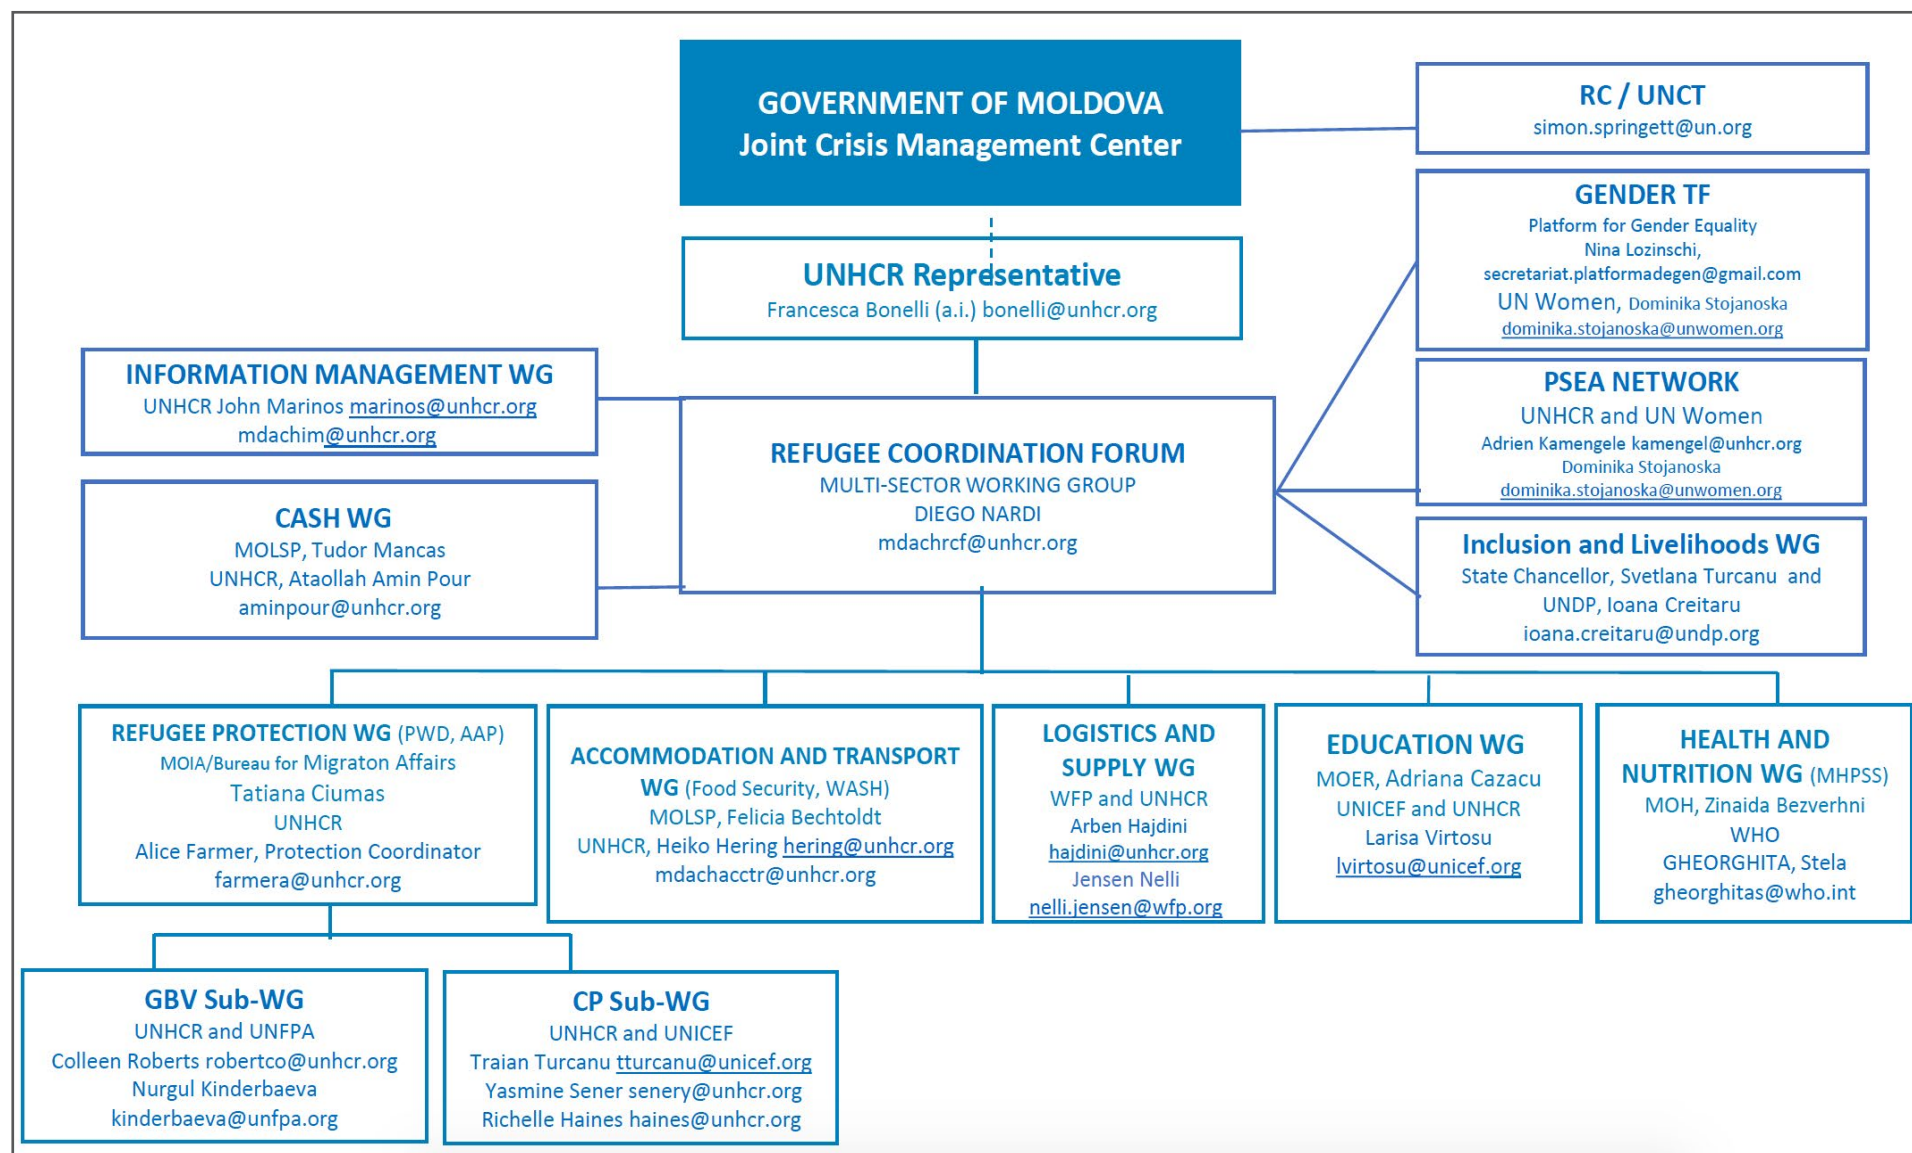 GOVERNMENT OF MOLDOVA
Joint Crisis Management Center
RC / UNCT
simon.springett@un.org
GENDER TF
Platform for Gender Equality
Nina Lozinschi,
secretariat.platformadegen@gmail.com
UN Women, Dominika Stojanoska
dominika.stojanoska@unwomen.org
UNHCR Representative
Francesca Bonelli (a.i.) bonelli@unhcr.org
INFORMATION MANAGEMENT WG
UNHCR John Marinos marinos@unhcr.org
mdachim@unhcr.org
PSEA NETWORK
UNHCR and UN Women
Adrien Kamengele kamengel@unhcr.org
Dominika Stojanoska
dominika.stojanoska@unwomen.org
REFUGEE COORDINATION FORUM
MULTI-SECTOR WORKING GROUP
DIEGO NARDI
mdachrcf@unhcr.org
CASH WG
MOLSP, Tudor Mancas
UNHCR, Ataollah Amin Pour
aminpour@unhcr.org
Inclusion and Livelihoods WG
State Chancellor, Svetlana Turcanu and
UNDP, Ioana Creitaru
ioana.creitaru@undp.org
REFUGEE PROTECTION WG (PWD, AAP)
MOIA/Bureau for Migraton Affairs
Tatiana Ciumas
UNHCR
Alice Farmer, Protection Coordinator
farmera@unhcr.org
ACCOMMODATION AND TRANSPORT
WG (Food Security, WASH)
MOLSP, Felicia Bechtoldt
UNHCR, Heiko Hering hering@unhcr.org
mdachacctr@unhcr.org
LOGISTICS AND
SUPPLY WG
WFP and UNHCR
Arben Hajdini
hajdini@unhcr.org
Jensen Nelli
nelli.jensen@wfp.org
EDUCATION WG
MOER, Adriana Cazacu
UNICEF and UNHCR
Larisa Virtosu
lvirtosu@unicef.org
HEALTH AND
NUTRITION WG (MHPSS)
MOH, Zinaida Bezverhni
WHO
GHEORGHITA, Stela
gheorghitas@who.int
GBV Sub-WG
UNHCR and UNFPA
Colleen Roberts robertco@unhcr.org
Nurgul Kinderbaeva
kinderbaeva@unfpa.org
CP Sub-WG
UNHCR and UNICEF
Traian Turcanu tturcanu@unicef.org
Yasmine Sener senery@unhcr.org
Richelle Haines haines@unhcr.org